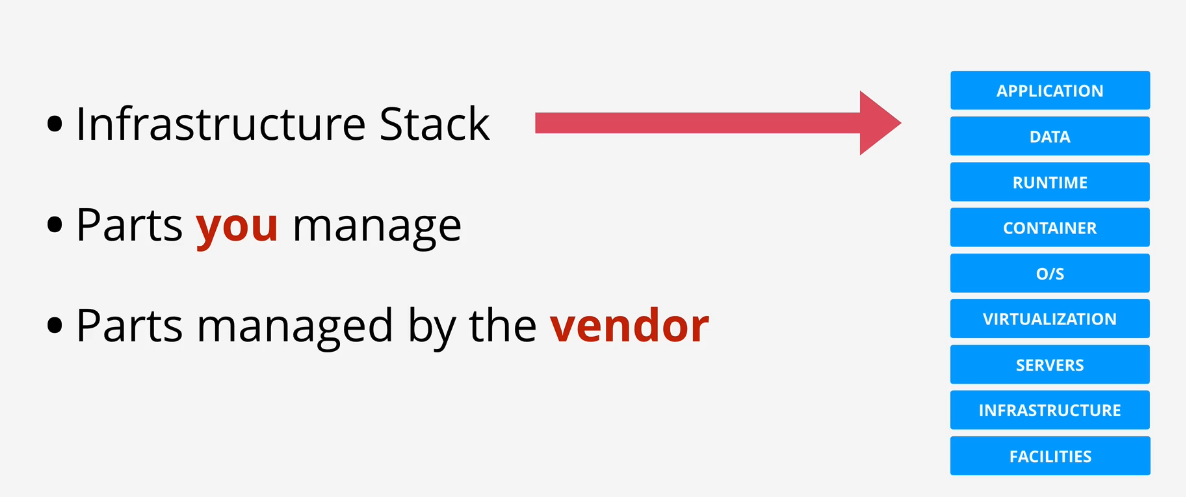 • Infrastructure Stack
• Parts you manage
• Parts managed by the vendor
APPLICATION
DATA
RUNTIME
CONTAINER
O/S
VIRTUALIZATION
SERVERS
INFRASTRUCTURE
FACILITIES